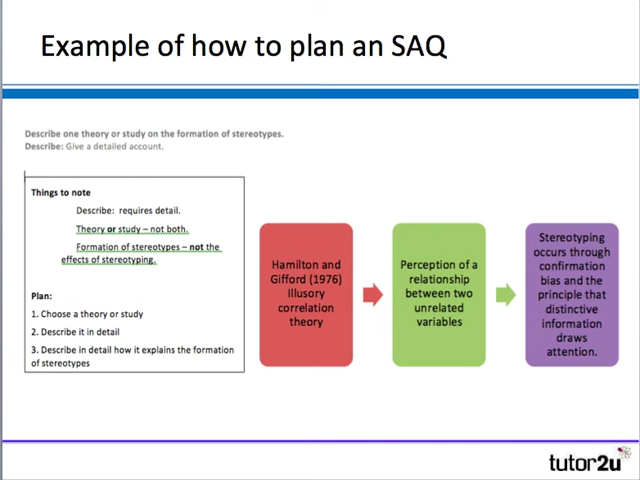 Example of how to plan an SAQ
Describe one theory or study on the formation of stereotypes.
Describe: Give a detailed account.
Things to note
Describe: requires detail.
Theory or study – not both.
Formation of stereotypes – not the
effects of stereotyping.
Plan:
1. Choose a theory or study
2. Describe it in detail
3. Describe in detail how it explains the formation
of stereotypes
Hamilton and
Gifford (1976)
Illusory
correlation
theory
Perception of a
relationship
between two
unrelated
variables
Stereotyping
occurs through
confirmation
bias and the
principle that
distinctive
information
draws
attention.
tutor2u